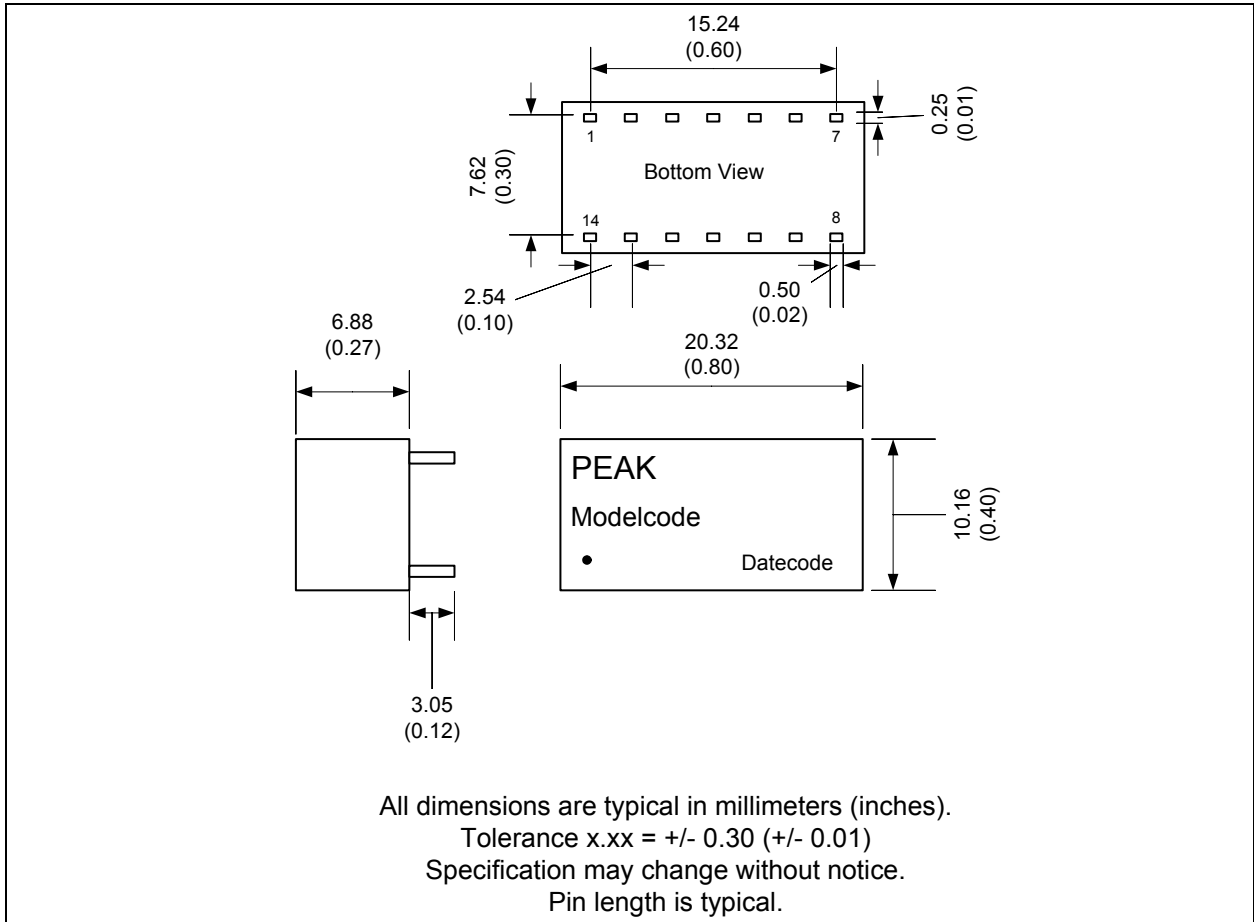 15.24
(0.60)
0.25
(0.01)
1
7
7.62
(0.30)
Bottom View
14
8
2.54
(0.10)
0.50
(0.02)
6.88
(0.27)
20.32
(0.80)
PEAK
Modelcode
Datecode
10.16
(0.40)
3.05
(0.12)
All dimensions are typical in millimeters (inches).
Tolerance x.xx = +/- 0.30 (+/- 0.01)
Specification may change without notice.
Pin length is typical.